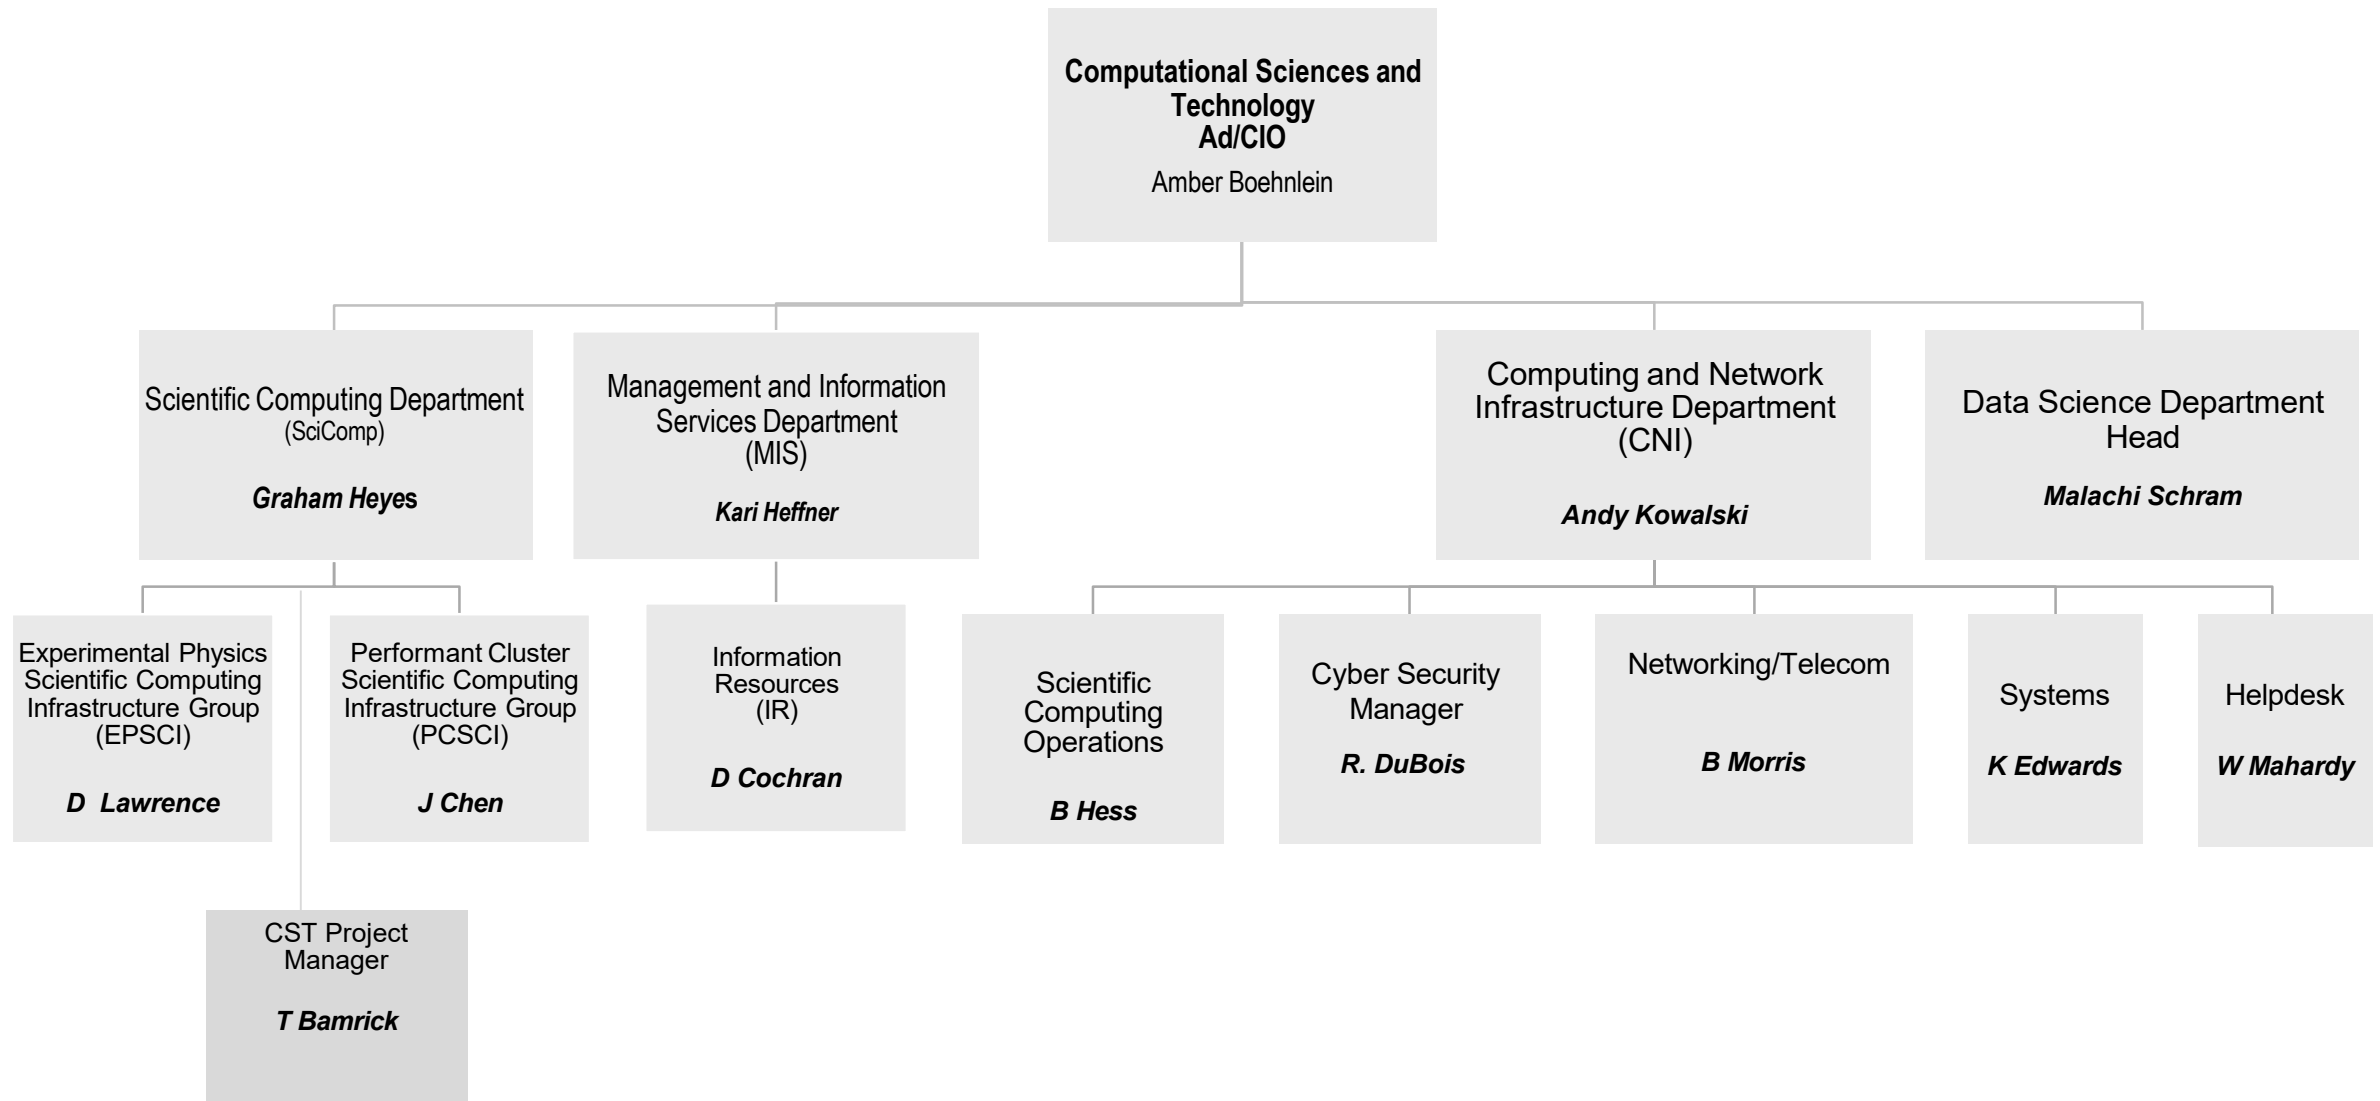 Computational Sciences and
Technology
Ad/CIO
Amber Boehnlein
Scientific Computing Department
(SciComp)
Graham Heyes
Management and Information
Services Department
(MIS)
Kari Heffner
Computing and Network
Infrastructure Department
(CNI)
Andy Kowalski
Data Science Department
Head
Malachi Schram
Experimental Physics
Scientific Computing
Infrastructure Group
(EPSCI)
D Lawrence
Performant Cluster
Scientific Computing
Infrastructure Group
(PCSCI)
J Chen
Information
Resources
(IR)
D Cochran
Scientific
Computing
Operations
B Hess
Cyber Security
Manager
R. DuBois
Networking/Telecom
B Morris
Systems
K Edwards
Helpdesk
W Mahardy
CST Project
Manager
T Bamrick